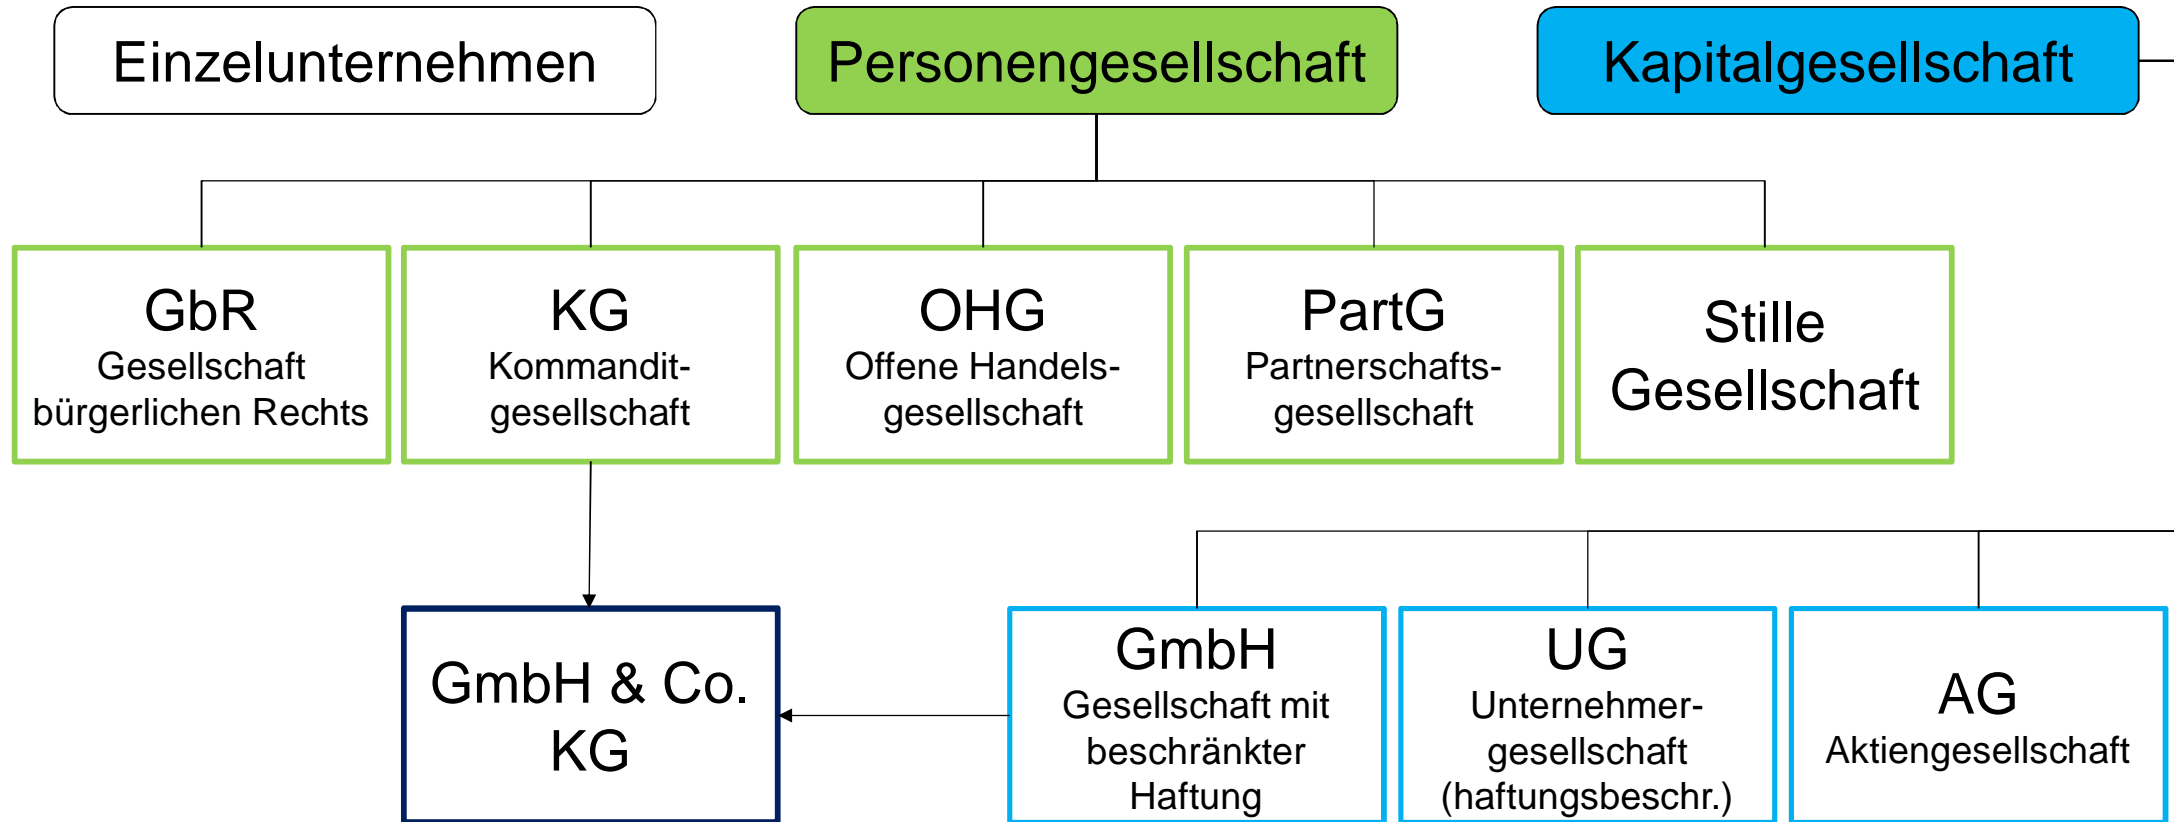 Einzelunternehmen
Personengesellschaft
Kapitalgesellschaft
GbR
Gesellschaft
bürgerlichen Rechts
KG
Kommandit-
gesellschaft
OHG
Offene Handels-
gesellschaft
PartG
Partnerschafts-
gesellschaft
Stille
Gesellschaft
GmbH & Co.
KG
GmbH
Gesellschaft mit
beschränkter
Haftung
UG
Unternehmer-
gesellschaft
(haftungsbeschr.)
AG
Aktiengesellschaft